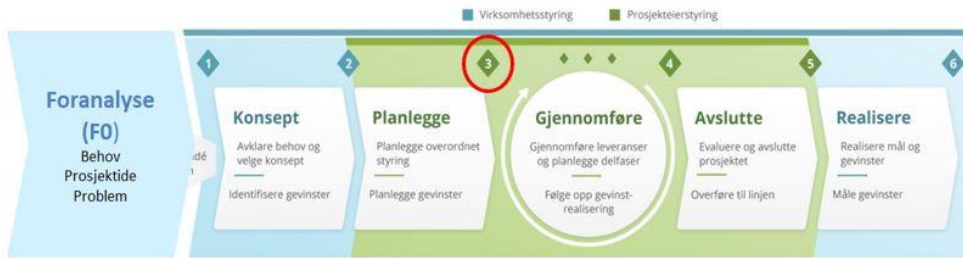 Virksomhetsstyring
Prosjekteierstyring
1
2
3
4
5
6
Foranalyse
(F0)
Behov
Prosjektide
Problem
Konsept
Avklare behov og
velge konsept
Identifisere gevinster
Planlegge
Planlegge overordnet
styring
Planlegge gevinster
Gjennomføre
Gjennomføre leveranser
og planlegge delfaser
Følge opp gevinst-
realisering
Avslutte
Evaluere og avslutte
prosjektet
Overføre til linjen
Realisere
Realisere mål og
gevinster
Måle gevinster